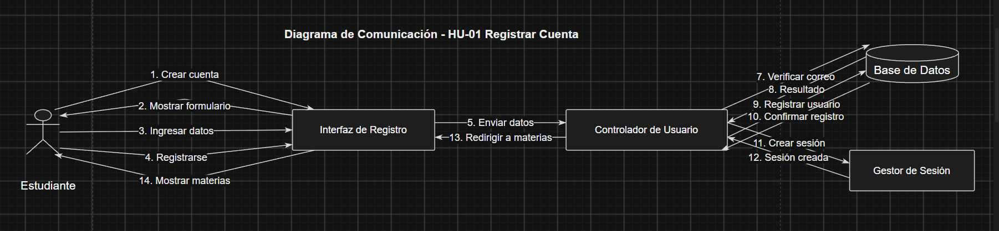 Diagrama de Comunicación - HU-01 Registrar Cuenta
1. Crear cuenta
2. Mostrar formulario
3. Ingresar datos
4. Registrarse
14. Mostrar materias
Estudiante
Interfaz de Registro
5. Enviar datos
13. Redirigir a materias
Controlador de Usuario
7. Verificar correo
8. Resultado
9. Registrar usuario
10. Confirmar registro
11. Crear sesión
12. Sesión creada
Base de Datos
Gestor de Sesión